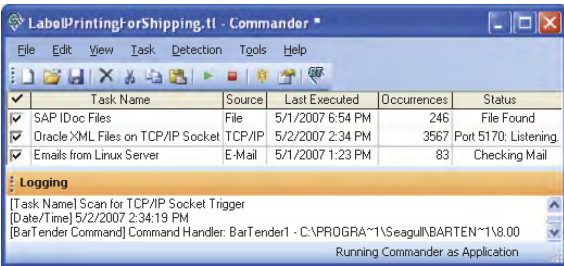 LabelPrintingForShipping.tl - Commander *
File Edit View Task Detection Tools Help
Task Name Source Last Executed Occurrences Status
SAP IDoc Files File 5/1/2007 6:54 PM 246 File Found
Oracle XML Files on TCP/IP Socket TCP/IP 5/2/2007 2:34 PM 3567 Port 5170: Listening.
Emails from Linux Server E-Mail 5/1/2007 1:23 PM 83 Checking Mail
Logging
[Task Name] Scan for TCP/IP Socket Trigger
[Date/Time] 5/2/2007 2:34:19 PM
[BarTender Command] Command Handler: BarTender1 - C:\PROGRA~1\Seagull\BARTEN~1\8.00
Running Commander as Application